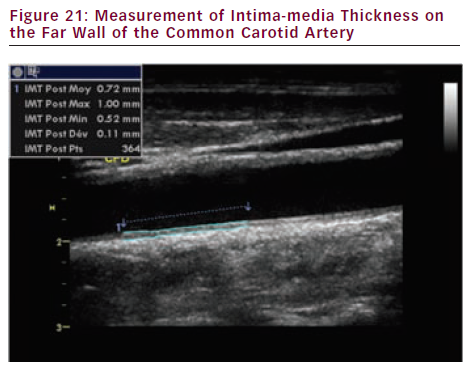 Figure 21: Measurement of Intima-media Thickness on
the Far Wall of the Common Carotid Artery
1 IMT Post Moy 0.72 mm
IMT Post Max 1.00 mm
IMT Post Min 0.52 mm
IMT Post Dév 0.11 mm
IMT Post Pts 364
CPD
1
2
3